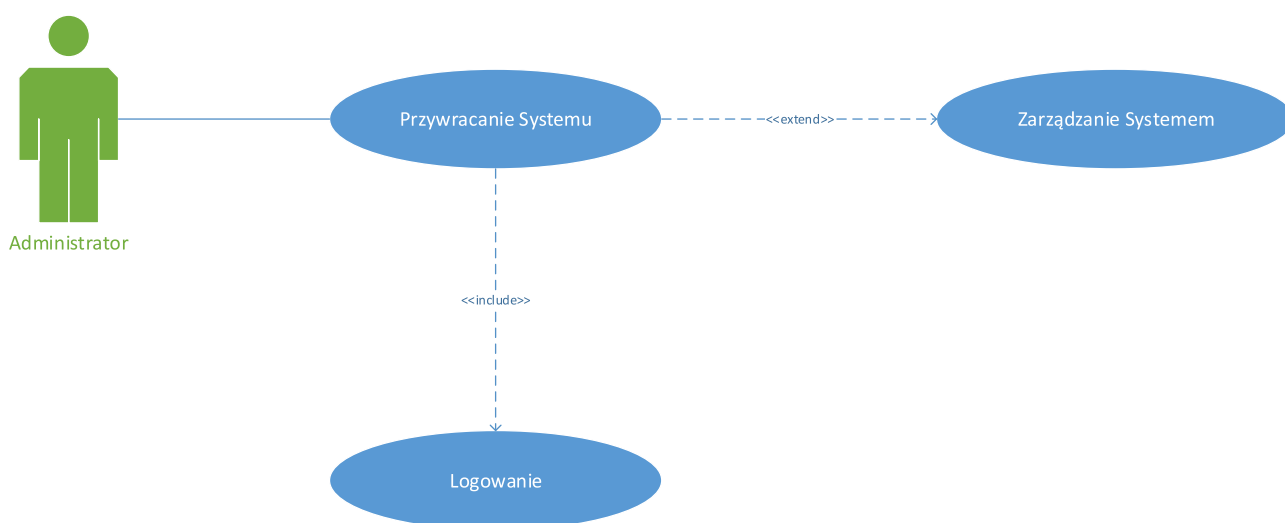 Przywracanie Systemu
<<extend>>
Zarządzanie Systemem
Administrator
<<include>>
Logowanie